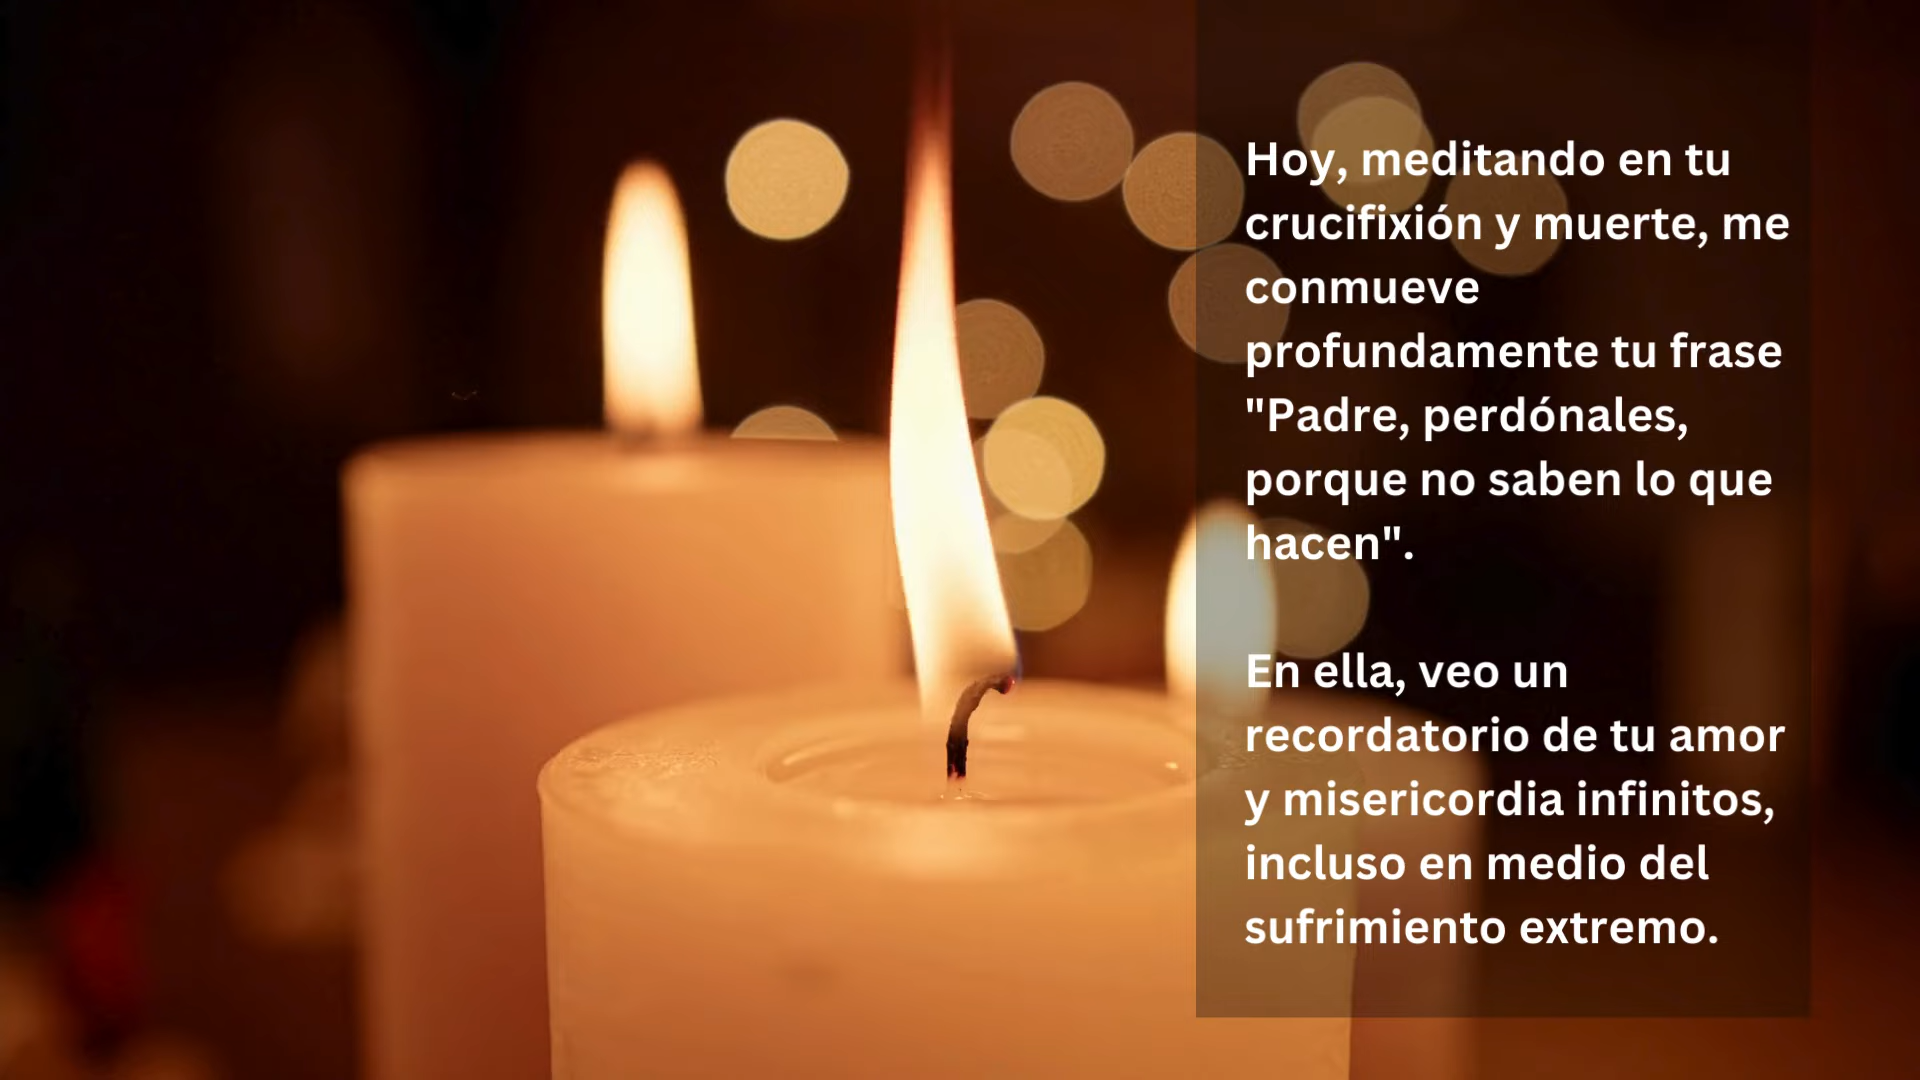 Hoy, meditando en tu
crucifixión y muerte, me
conmueve
profundamente tu frase
"Padre, perdónales,
porque no saben lo que
hacen".
En ella, veo un
recordatorio de tu amor
y misericordia infinitos,
incluso en medio del
sufrimiento extremo.